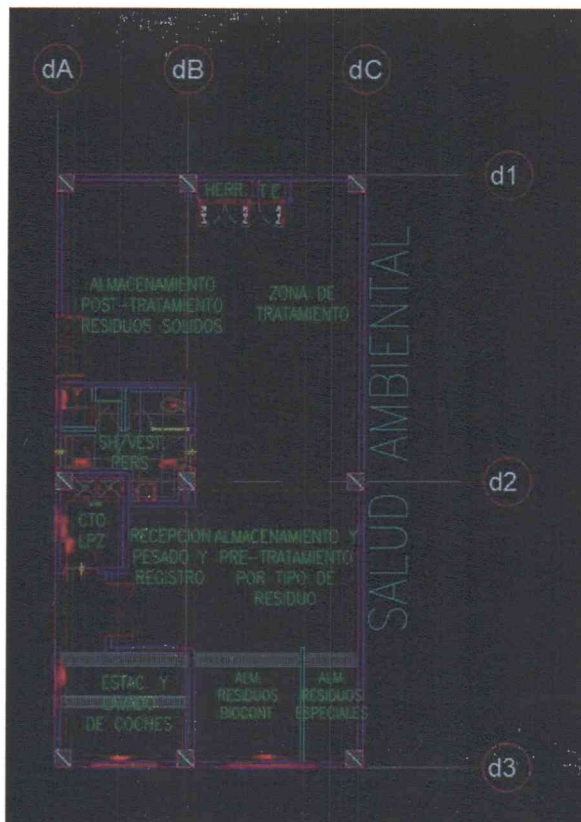 dA
dB
dC
d1
HERR.
T.C.
ALMACENAMIENTO
POST-TRATAMIENTO
RESIDUOS SOLIDOS
ZONA DE
TRATAMIENTO
SALUD AMBIENTAL
SH/VEST.
PERS
d2
CTO
LPZ
RECEPCION
PESADO Y
REGISTRO
ALMACENAMIENTO Y
PRE-TRATAMIENTO
POR TIPO DE
RESIDUO
ESTAC Y
LAVADO
DE COCHES
ALM.
RESIDUOS
BIOCONT
ALM.
RESIDUOS
ESPECIALES
d3